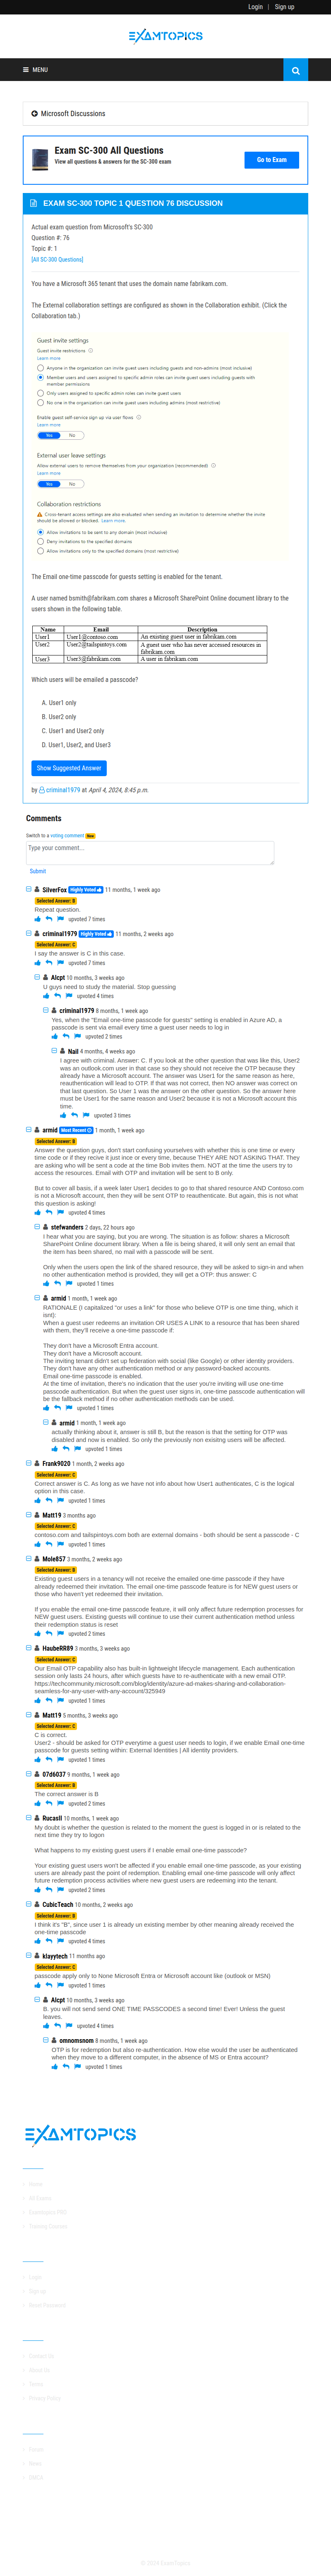 Login | Sign up
EXAMTOPICS
MENU
Microsoft Discussions
Exam SC-300 All Questions
View all questions & answers for the SC-300 exam
Go to Exam
EXAM SC-300 TOPIC 1 QUESTION 76 DISCUSSION
Actual exam question from Microsoft's SC-300
Question #: 76
Topic #: 1
[All SC-300 Questions]
You have a Microsoft 365 tenant that uses the domain name fabrikam.com.
The External collaboration settings are configured as shown in the Collaboration exhibit. (Click the
Collaboration tab.)
Guest invite settings
Guest invite restrictions
Learn more
Anyone in the organization can invite guest users including guests and non-admins (most inclusive)
Member users and users assigned to specific admin roles can invite guest users including guests with
member permissions
Only users assigned to specific admin roles can invite guest users
No one in the organization can invite guest users including admins (most restrictive)
Enable guest self-service sign up via user flows
Learn more
Yes No
External user leave settings
Allow external users to remove themselves from your organization (recommended)
Learn more
Yes No
Collaboration restrictions
Cross-tenant access settings are also evaluated when sending an invitation to determine whether the invite
should be allowed or blocked. Learn more.
Allow invitations to be sent to any domain (most inclusive)
Deny invitations to the specified domains
Allow invitations only to the specified domains (most restrictive)
The Email one-time passcode for guests setting is enabled for the tenant.
A user named bsmith@fabrikam.com shares a Microsoft SharePoint Online document library to the
users shown in the following table.
Name Email Description
User1 User1@contoso.com An existing guest user in fabrikam.com
User2 User2@tailspintoys.com A guest user who has never accessed resources in
fabrikam.com
User3 User3@fabrikam.com A user in fabrikam.com
Which users will be emailed a passcode?
A. User1 only
B. User2 only
C. User1 and User2 only
D. User1, User2, and User3
Show Suggested Answer
by criminal1979 at April 4, 2024, 8:45 p.m.
Comments
Switch to a voting comment New
Type your comment...
Submit
SilverFox Highly Voted 11 months, 1 week ago
Selected Answer: B
Repeat question.
upvoted 7 times
criminal1979 Highly Voted 11 months, 2 weeks ago
Selected Answer: C
I say the answer is C in this case.
upvoted 7 times
Alcpt 10 months, 3 weeks ago
U guys need to study the material. Stop guessing
upvoted 4 times
criminal1979 8 months, 1 week ago
Yes, when the "Email one-time passcode for guests" setting is enabled in Azure AD, a
passcode is sent via email every time a guest user needs to log in
upvoted 2 times
Nail 4 months, 4 weeks ago
I agree with criminal. Answer: C. If you look at the other question that was like this, User2
was an outlook.com user in that case so they should not receive the OTP because they
already have a Microsoft account. The answer was User1 for the same reason as here,
reauthentication will lead to OTP. If that was not correct, then NO answer was correct on
that last question. So User 1 was the answer on the other question. So the answer here
must be User1 for the same reason and User2 because it is not a Microsoft account this
time.
upvoted 3 times
armid Most Recent 1 month, 1 week ago
Selected Answer: B
Answer the question guys, don't start confusing yourselves with whether this is one time or not
etc etc. Do they recive it just x ince or every time, because THEY ARE NOT ASKING THAT. They
are asking who will be sent a code at the time Bob invites them. NOT at the time the users try to
access the resources. Email with OTP and invitation will be sent to B only.
But to cover all basis, if a week later User1 decides to go to that shared resource AND Contoso.com
is not a Microsoft account, then they will be sent OTP to reauthenticate. But again, this is not what
this question is asking!
upvoted 4 times
stefwanders 2 days, 22 hours ago
I hear what you are saying, but you are wrong. The situation is as follow: shares a Microsoft
SharePoint Online document library. When a file is being shared, it will only sent an email that
the item has been shared, no mail with a passcode will be sent.
Only when the users open the link of the shared resource, they will be asked to sign-in and when
no other authentication method is provided, they will get a OTP; thus answer: C
upvoted 1 times
armid 1 month, 1 week ago
RATIONALE (I capitalized "or uses a link" for those who believe OTP is one time thing, which it
isnt):
When a guest user redeems an invitation OR USES A LINK to a resource that has been shared
with them, they'll receive a one-time passcode if:
They don't have a Microsoft Entra account.
They don't have a Microsoft account.
The inviting tenant didn't set up federation with social (like Google) or other identity providers.
They don't have any other authentication method or any password-backed accounts.
Email one-time passcode is enabled.
At the time of invitation, there's no indication that the user you're inviting will use one-time
passcode authentication. But when the guest user signs in, one-time passcode authentication will
be the fallback method if no other authentication methods can be used.
upvoted 1 times
armid 1 month, 1 week ago
actually thinking about it, answer is still B, but the reason is that the setting for OTP was
disabled and now is enabled. So only the previously non existing users will be affected.
upvoted 1 times
Frank9020 1 month, 2 weeks ago
Selected Answer: C
Correct answer is C. As long as we have not info about how User1 authenticates, C is the logical
option in this case.
upvoted 1 times
Matt19 3 months ago
Selected Answer: C
contoso.com and tailspintoys.com both are external domains - both should be sent a passcode - C
upvoted 1 times
Mole857 3 months, 2 weeks ago
Selected Answer: B
Existing guest users in a tenancy will not receive the emailed one-time passcode if they have
already redeemed their invitation. The email one-time passcode feature is for NEW guest users or
those who haven't yet redeemed their invitation.
If you enable the email one-time passcode feature, it will only affect future redemption processes for
NEW guest users. Existing guests will continue to use their current authentication method unless
their redemption status is reset
upvoted 2 times
HaubeRR89 3 months, 3 weeks ago
Selected Answer: C
Our Email OTP capability also has built-in lightweight lifecycle management. Each authentication
session only lasts 24 hours, after which guests have to re-authenticate with a new email OTP.
https://techcommunity.microsoft.com/blog/identity/azure-ad-makes-sharing-and-collaboration-
seamless-for-any-user-with-any-account/325949
upvoted 1 times
Matt19 5 months, 3 weeks ago
Selected Answer: C
C is correct.
User2 - should be asked for OTP everytime a guest user needs to login, if we enable Email One-time
passcode for guests setting within: External Identities | All identity providers.
upvoted 1 times
07d6037 9 months, 1 week ago
Selected Answer: B
The correct answer is B
upvoted 2 times
Rucasll 10 months, 1 week ago
My doubt is whether the question is related to the moment the guest is logged in or is related to the
next time they try to logon
What happens to my existing guest users if I enable email one-time passcode?
Your existing guest users won't be affected if you enable email one-time passcode, as your existing
users are already past the point of redemption. Enabling email one-time passcode will only affect
future redemption process activities where new guest users are redeeming into the tenant.
upvoted 2 times
CubicTeach 10 months, 2 weeks ago
Selected Answer: B
I think it's "B", since user 1 is already un existing member by other meaning already received the
one-time passcode
upvoted 4 times
klayytech 11 months ago
Selected Answer: C
passcode apply only to None Microsoft Entra or Microsoft account like (outlook or MSN)
upvoted 1 times
Alcpt 10 months, 3 weeks ago
B. you will not send send ONE TIME PASSCODES a second time! Ever! Unless the guest
leaves.
upvoted 4 times
omnomsnom 8 months, 1 week ago
OTP is for redemption but also re-authentication. How else would the user be authenticated
when they move to a different computer, in the absence of MS or Entra account?
upvoted 1 times
EXAMTOPICS